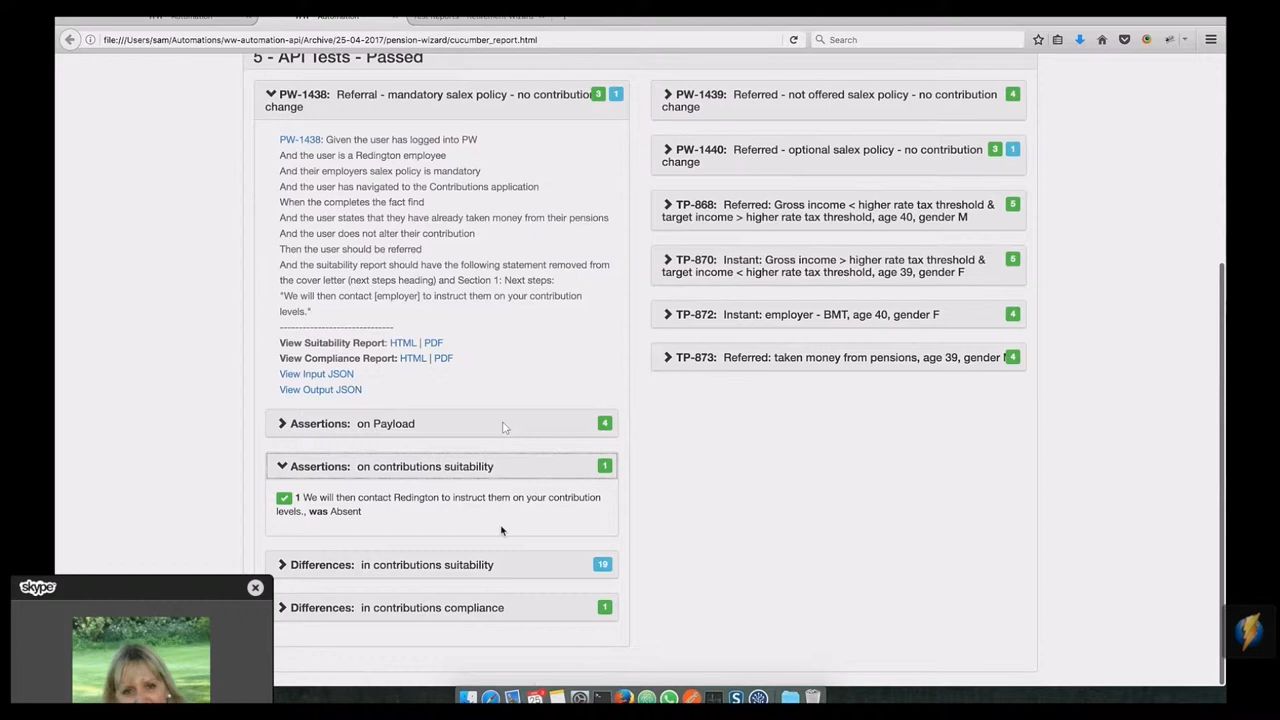 WW - Automation
WW - Automation
Test Reports - Retirement Wizard
file:///Users/sam/Automations/ww-automation-api/Archive/25-04-2017/pension-wizard/cucumber_report.html
Search
5 - API Tests - Passed
PW-1438: Referral - mandatory salex policy - no contribution
change
3 1
PW-1438: Given the user has logged into PW
And the user is a Redington employee
And their employers salex policy is mandatory
And the user has navigated to the Contributions application
When the completes the fact find
And the user states that they have already taken money from their pensions
And the user does not alter their contribution
Then the user should be referred
And the suitability report should have the following statement removed from
the cover letter (next steps heading) and Section 1: Next steps:
"We will then contact [employer] to instruct them on your contribution
levels."
------------------------------
View Suitability Report: HTML | PDF
View Compliance Report: HTML | PDF
View Input JSON
View Output JSON
Assertions: on Payload 4
Assertions: on contributions suitability 1
1 We will then contact Redington to instruct them on your contribution
levels., was Absent
Differences: in contributions suitability 19
Differences: in contributions compliance 1
PW-1439: Referred - not offered salex policy - no contribution
change
4
PW-1440: Referred - optional salex policy - no contribution
change
3 1
TP-868: Referred: Gross income < higher rate tax threshold &
target income > higher rate tax threshold, age 40, gender M
5
TP-870: Instant: Gross income > higher rate tax threshold &
target income < higher rate tax threshold, age 39, gender F
5
TP-872: Instant: employer - BMT, age 40, gender F 4
TP-873: Referred: taken money from pensions, age 39, gender 4
skype
25